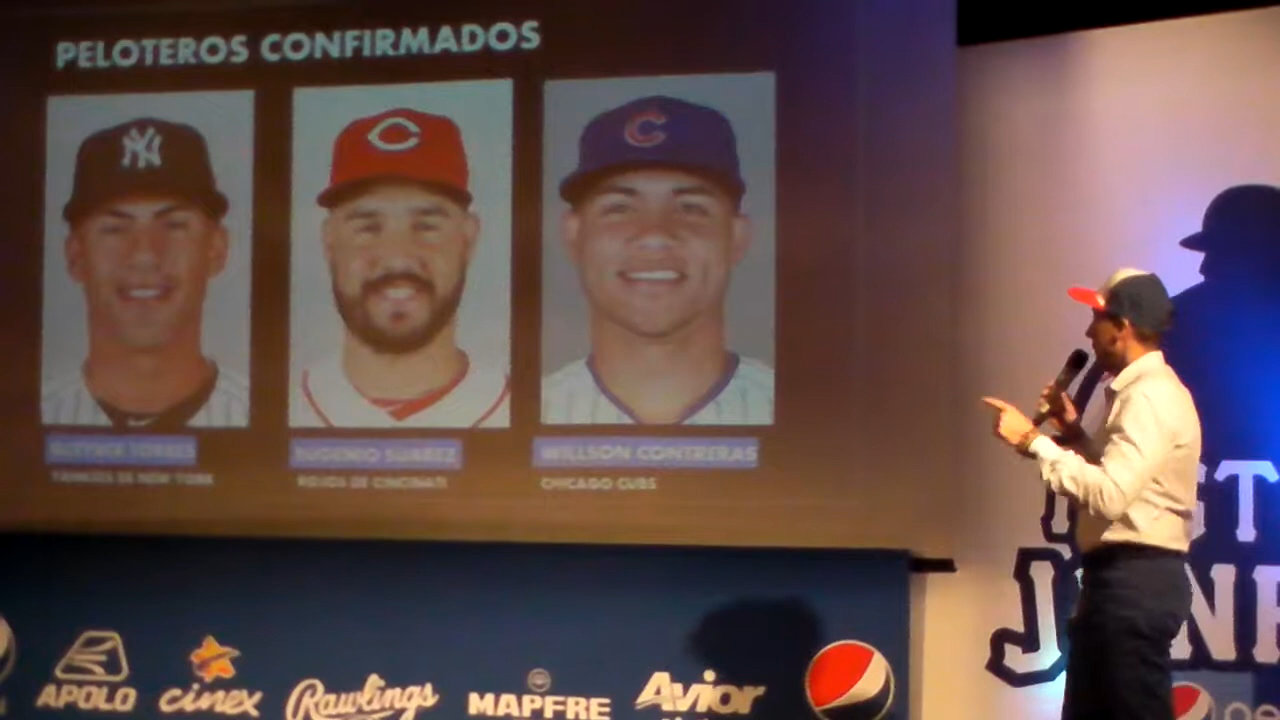 PELOTEROS CONFIRMADOS
NY
C
C
GLEYBER TORRES
YANKEES DE NEW YORK
EUGENIO SUÁREZ
ROJOS DE CINCINATI
WILLSON CONTRERAS
CHICAGO CUBS
APOLO
cinex
Rawlings
MAPFRE
Avior